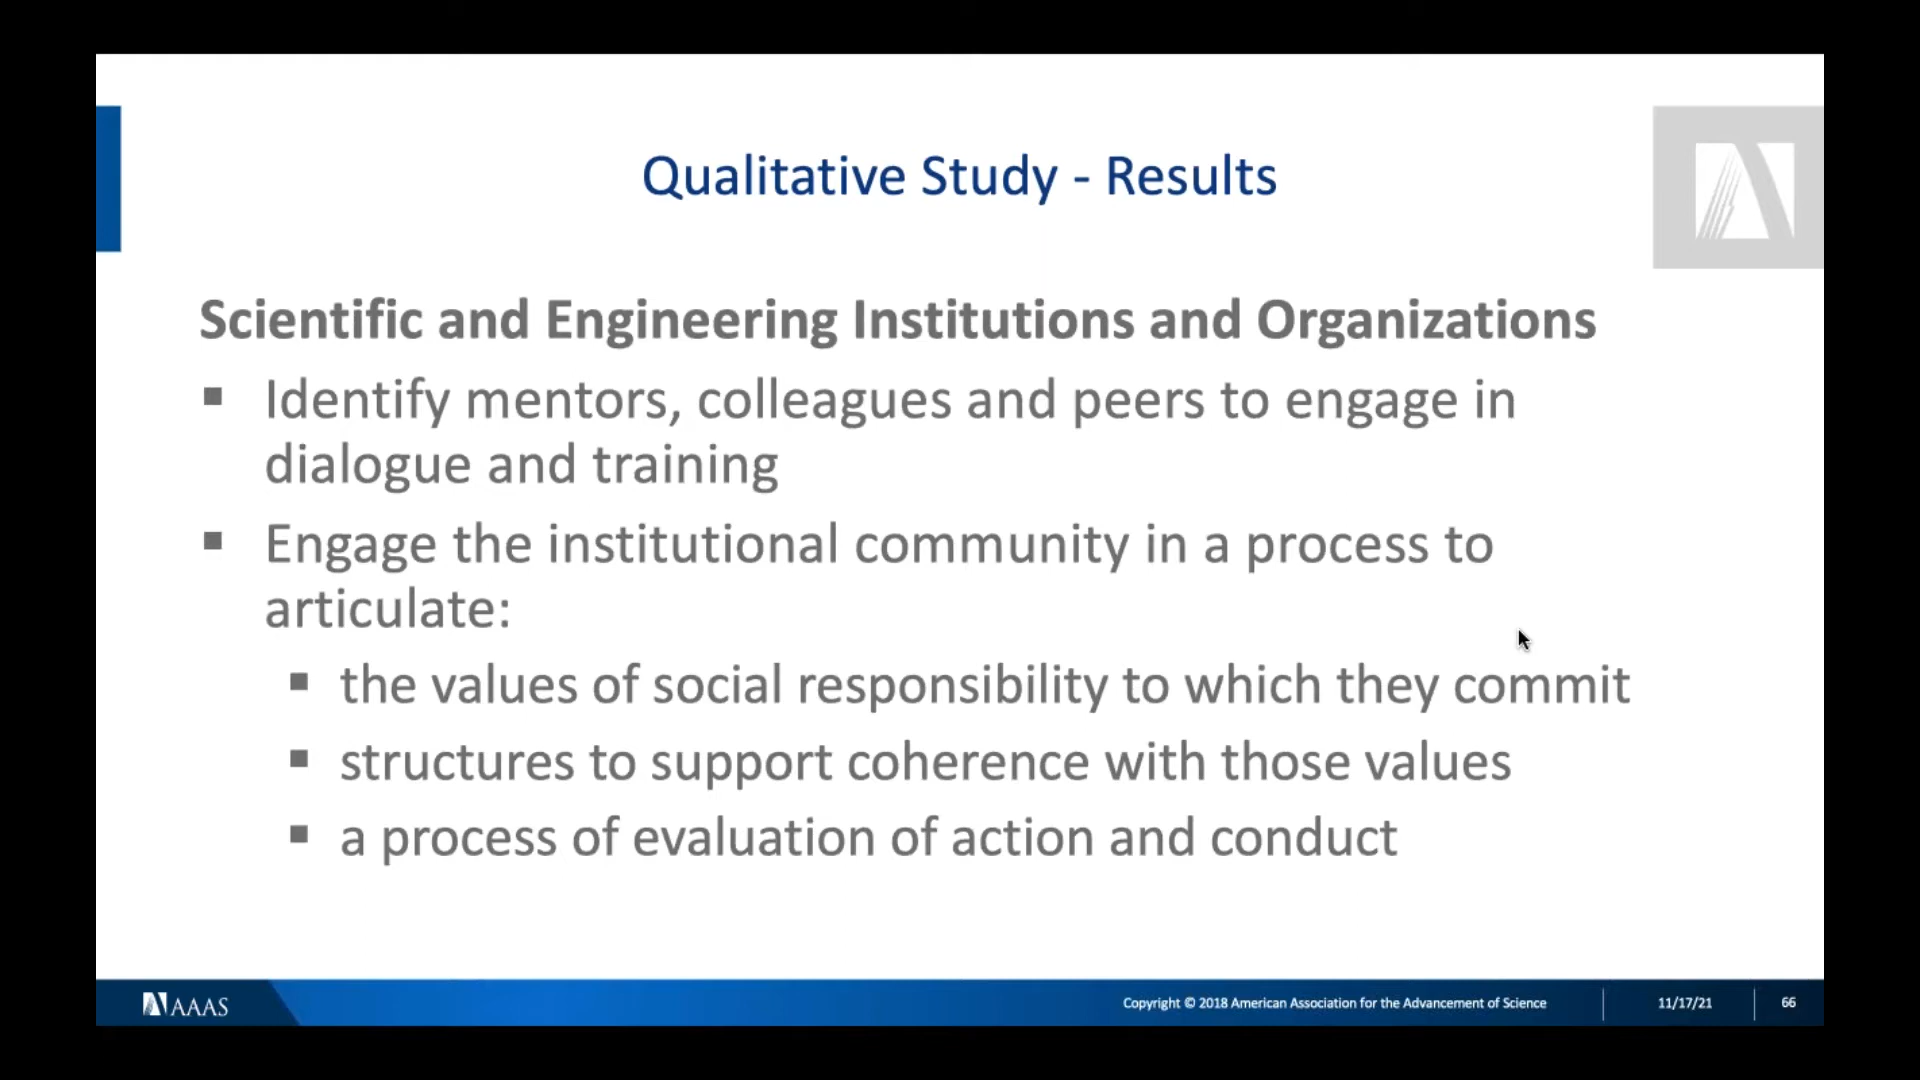 Qualitative Study - Results
Scientific and Engineering Institutions and Organizations
▪ Identify mentors, colleagues and peers to engage in
dialogue and training
▪ Engage the institutional community in a process to
articulate:
▪ the values of social responsibility to which they commit
▪ structures to support coherence with those values
▪ a process of evaluation of action and conduct
AAAS
Copyright © 2018 American Association for the Advancement of Science
11/17/21
66